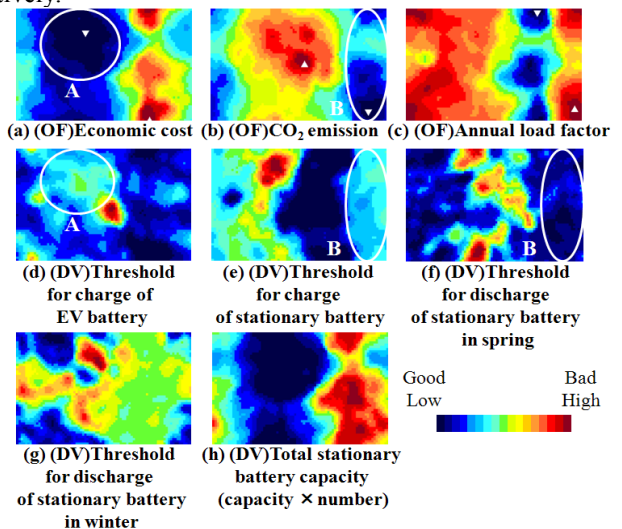 tively.
A
B
(a) (OF)Economic cost (b) (OF)CO₂ emission (c) (OF)Annual load factor
A
B
B
(d) (DV)Threshold
for charge of
EV battery
(e) (DV)Threshold
for charge
of stationary battery
(f) (DV)Threshold
for discharge
of stationary battery
in spring
(g) (DV)Threshold
for discharge
of stationary battery
in winter
(h) (DV)Total stationary
battery capacity
(capacity × number)
Good Bad
Low High